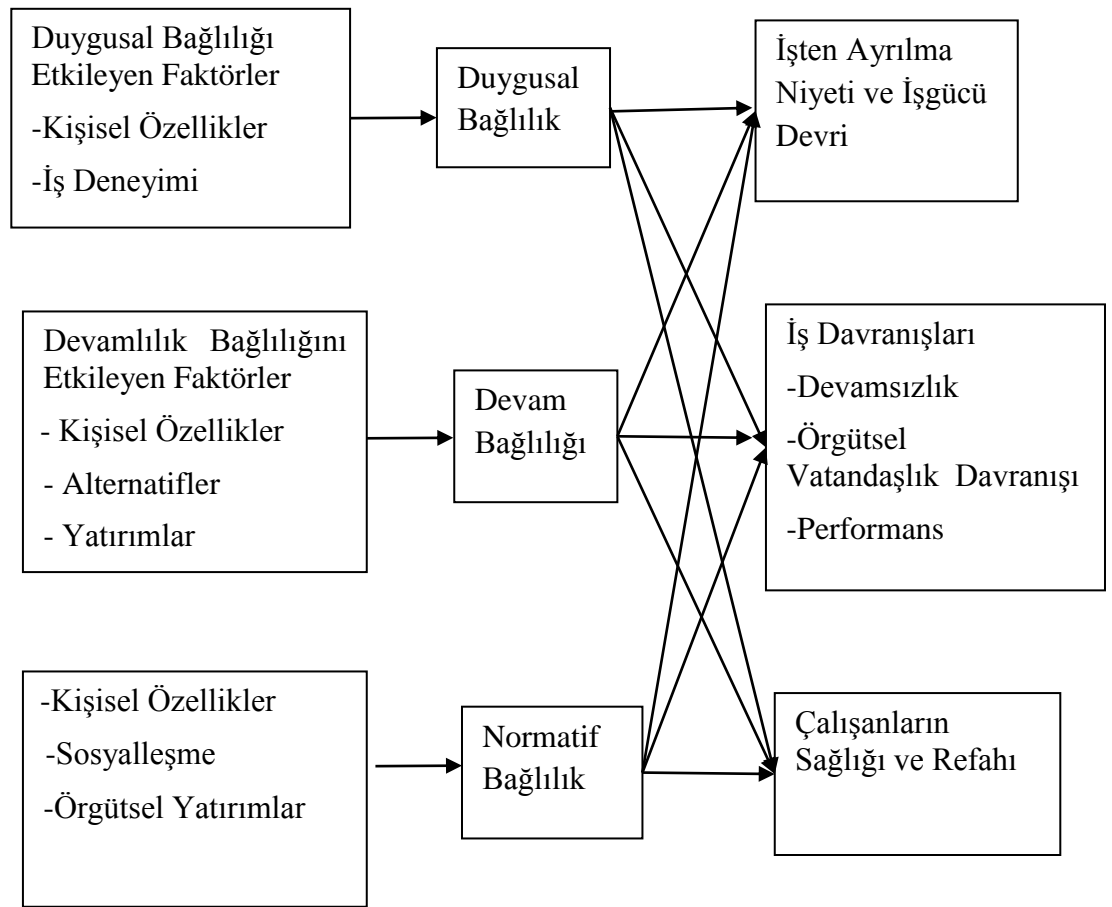 Duygusal Bağlılığı
Etkileyen Faktörler
-Kişisel Özellikler
-İş Deneyimi
Duygusal
Bağlılık
İşten Ayrılma
Niyeti ve İşgücü
Devri
Devamlılık Bağlılığını
Etkileyen Faktörler
- Kişisel Özellikler
- Alternatifler
- Yatırımlar
Devam
Bağlılığı
İş Davranışları
-Devamsızlık
-Örgütsel
Vatandaşlık Davranışı
-Performans
-Kişisel Özellikler
-Sosyalleşme
-Örgütsel Yatırımlar
Normatif
Bağlılık
Çalışanların
Sağlığı ve Refahı